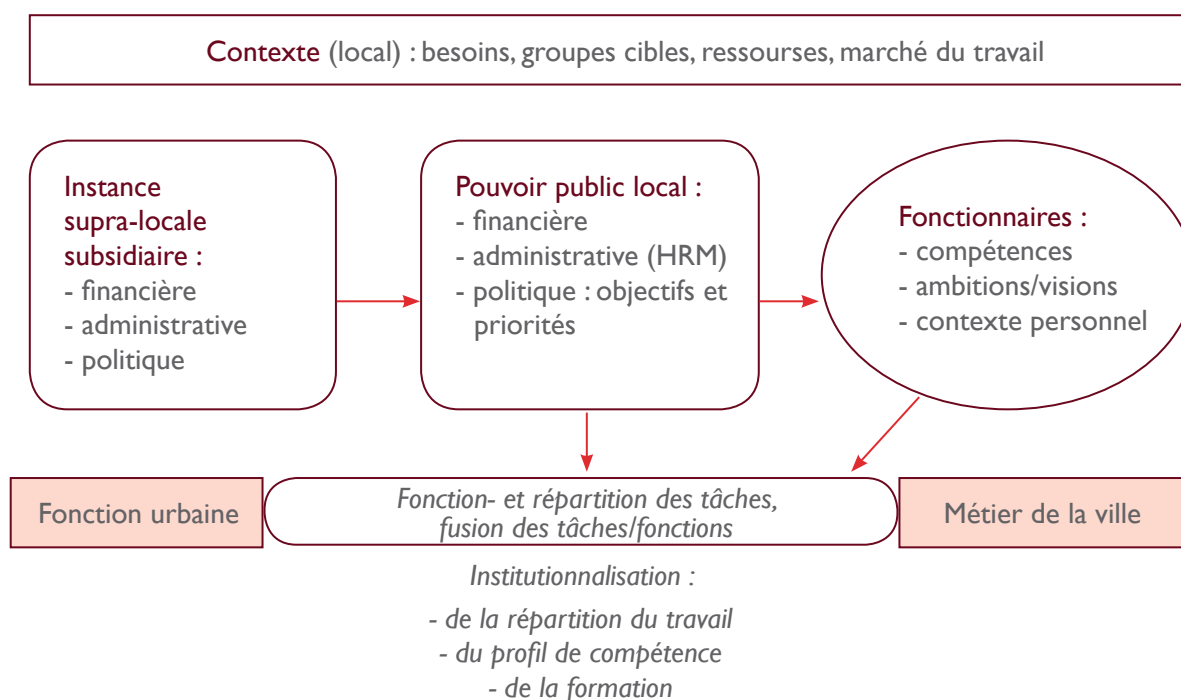 Contexte (local) : besoins, groupes cibles, ressourses, marché du travail
Instance
supra-locale
subsidiaire :
- financière
- administrative
- politique
Pouvoir public local :
- financière
- administrative (HRM)
- politique : objectifs et
priorités
Fonctionnaires :
- compétences
- ambitions/visions
- contexte personnel
Fonction urbaine
Fonction- et répartition des tâches,
fusion des tâches/fonctions
Métier de la ville
Institutionnalisation :
- de la répartition du travail
- du profil de compétence
- de la formation